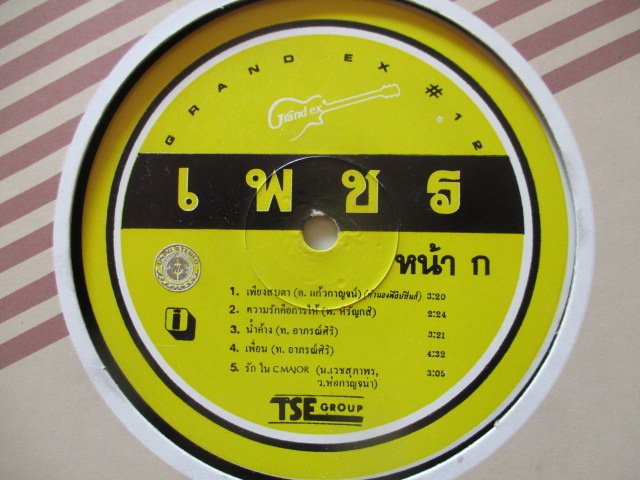 GRAND EX #12
Grand ex'
เพชร
หน้า ก
1. เพียงสบตา (ด. แก้วกาญจน์) (ทำนองฟิลิปปินส์) 3:20
2. ความรักคือการให้ (พ. หิรัญกสิ) 2:24
3. น้ำค้าง (ท. อาภรณ์ศิริ) 3:21
4. เพื่อน (ท. อาภรณ์ศิริ) 4:32
5. รัก ใน C MAJOR (น.เวชสุภาพร, 3:05
ว.ห่อกาญจนา)
TSE GROUP